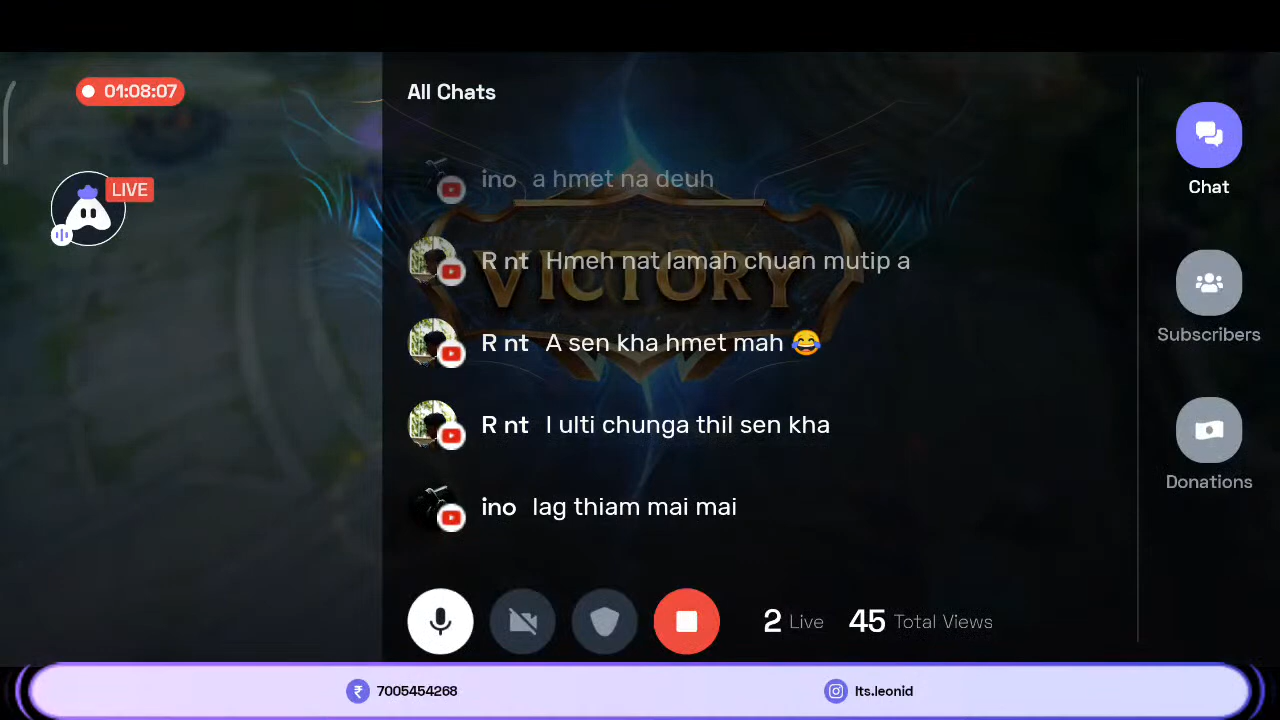 01:08:07
All Chats
LIVE
ino a hmet na deuh
R nt Hmeh nat lamah chuan mutip a
VICTORY
R nt A sen kha hmet mah 😂
R nt I ulti chunga thil sen kha
ino lag thiam mai mai
Chat
Subscribers
Donations
2 Live 45 Total Views
₹ 7005454268
Its.leonid